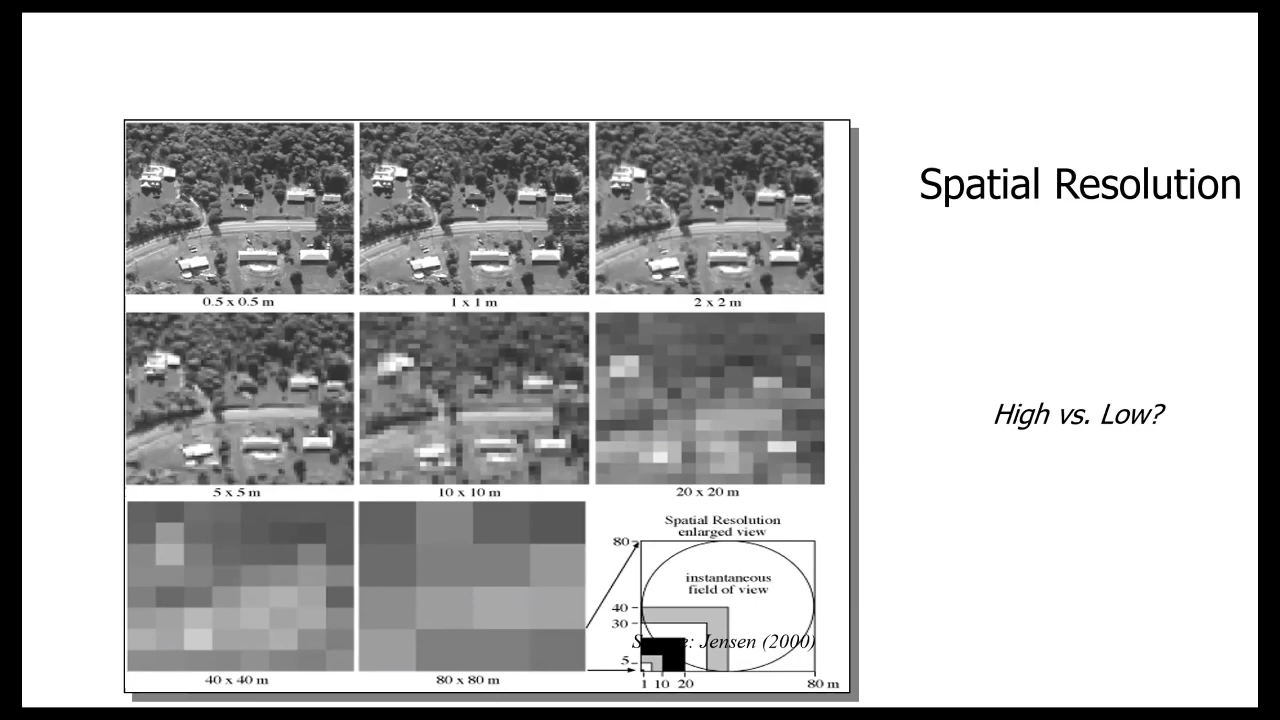 Spatial Resolution
High vs. Low?
0.5 x 0.5 m
1 x 1 m
2 x 2 m
5 x 5 m
10 x 10 m
20 x 20 m
40 x 40 m
80 x 80 m
Spatial Resolution
enlarged view
80
instantaneous
field of view
40
30
Jensen (2000)
5
1 10 20 80 m